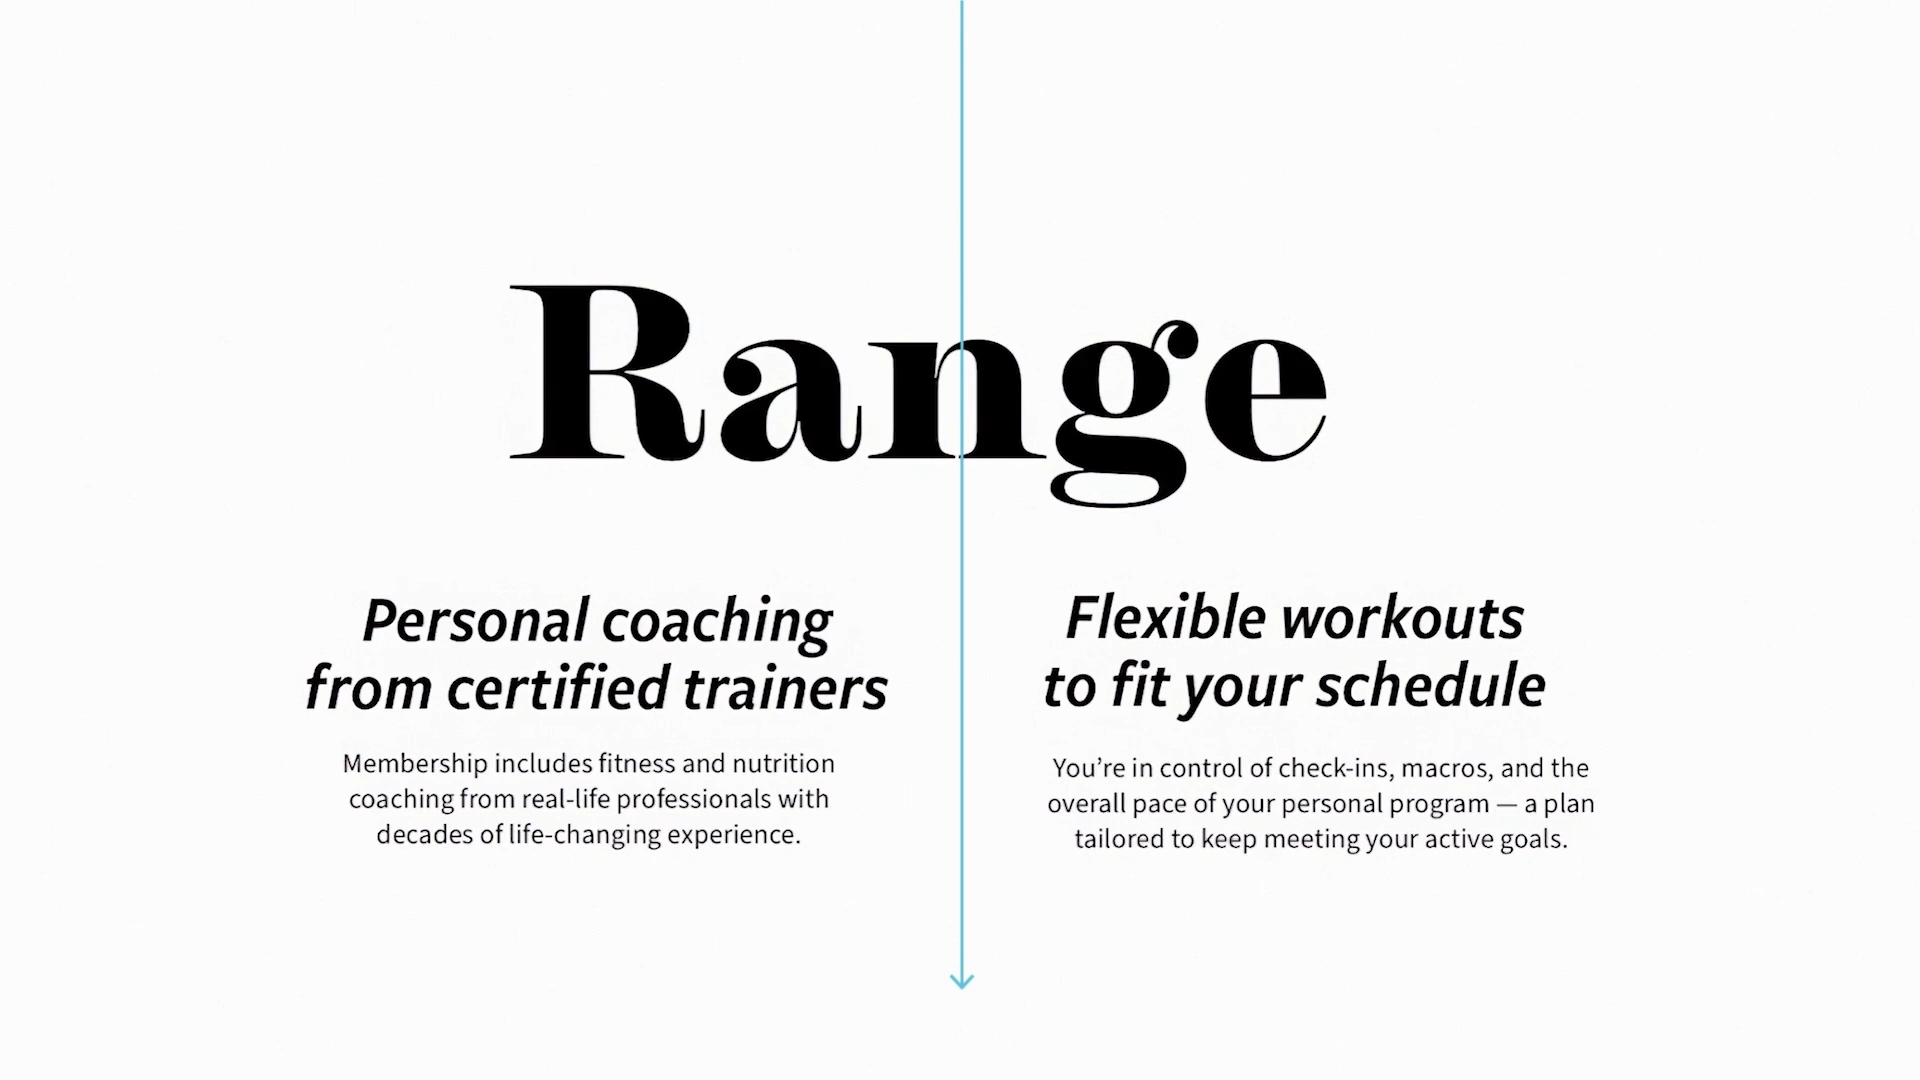 Range
Personal coaching
from certified trainers
Membership includes fitness and nutrition
coaching from real-life professionals with
decades of life-changing experience.
Flexible workouts
to fit your schedule
You’re in control of check-ins, macros, and the
overall pace of your personal program — a plan
tailored to keep meeting your active goals.